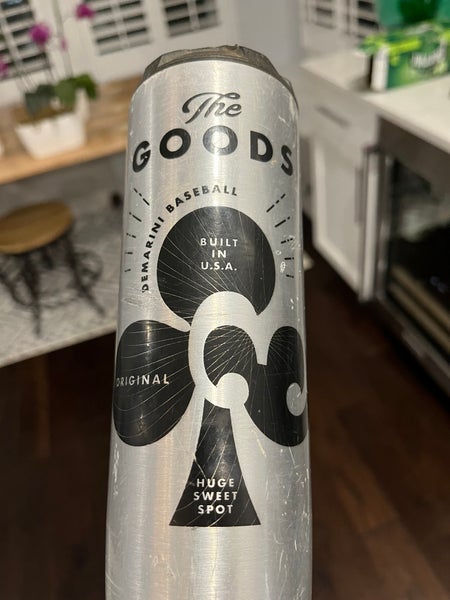 The
GOODS
DEMARINI BASEBALL
BUILT
IN
U.S.A.
ORIGINAL
HUGE
SWEET
SPOT